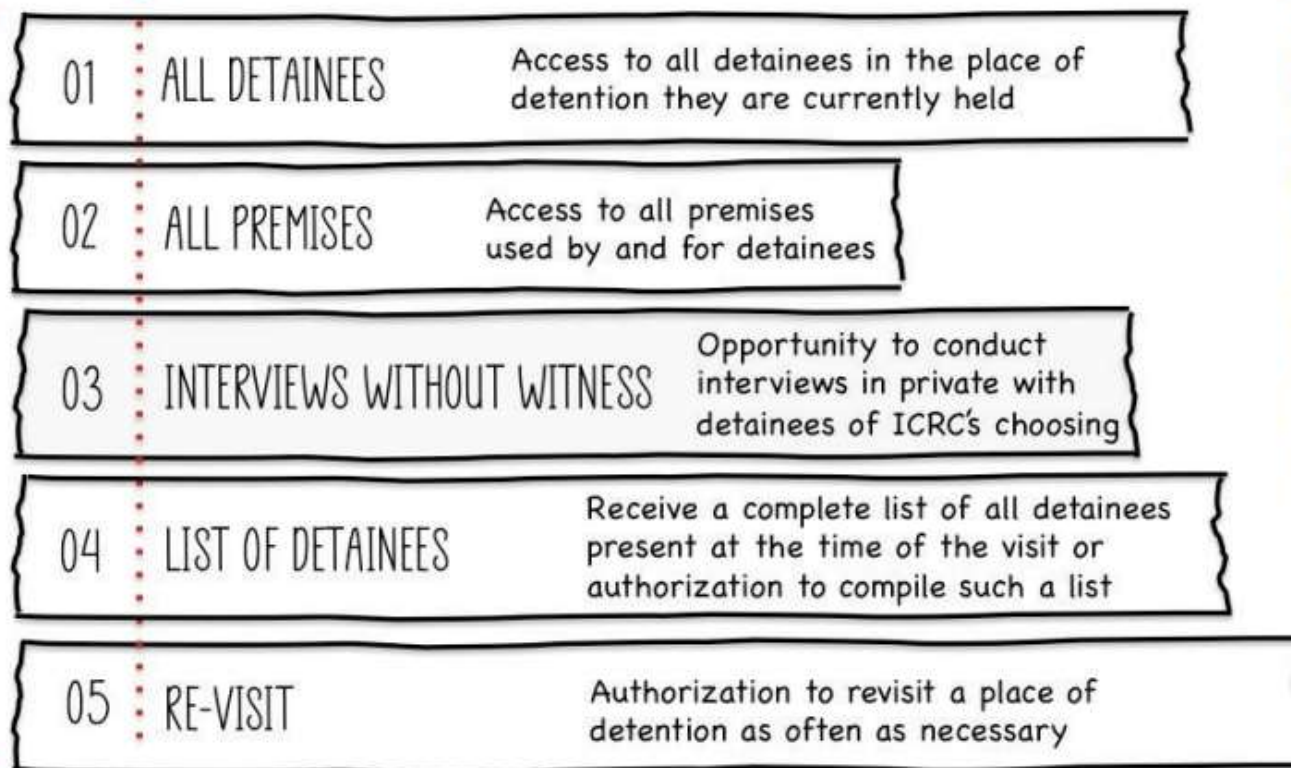 01 ALL DETAINEES
Access to all detainees in the place of
detention they are currently held
02 ALL PREMISES
Access to all premises
used by and for detainees
03 INTERVIEWS WITHOUT WITNESS
Opportunity to conduct
interviews in private with
detainees of ICRC's choosing
04 LIST OF DETAINEES
Receive a complete list of all detainees
present at the time of the visit or
authorization to compile such a list
05 RE-VISIT
Authorization to revisit a place of
detention as often as necessary